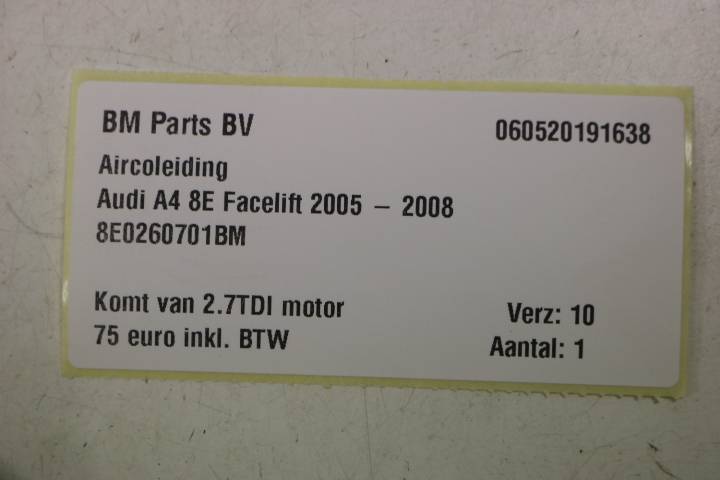 BM Parts BV
060520191638
Aircoleiding
Audi A4 8E Facelift 2005 – 2008
8E0260701BM
Komt van 2.7TDI motor
Verz: 10
75 euro inkl. BTW
Aantal: 1